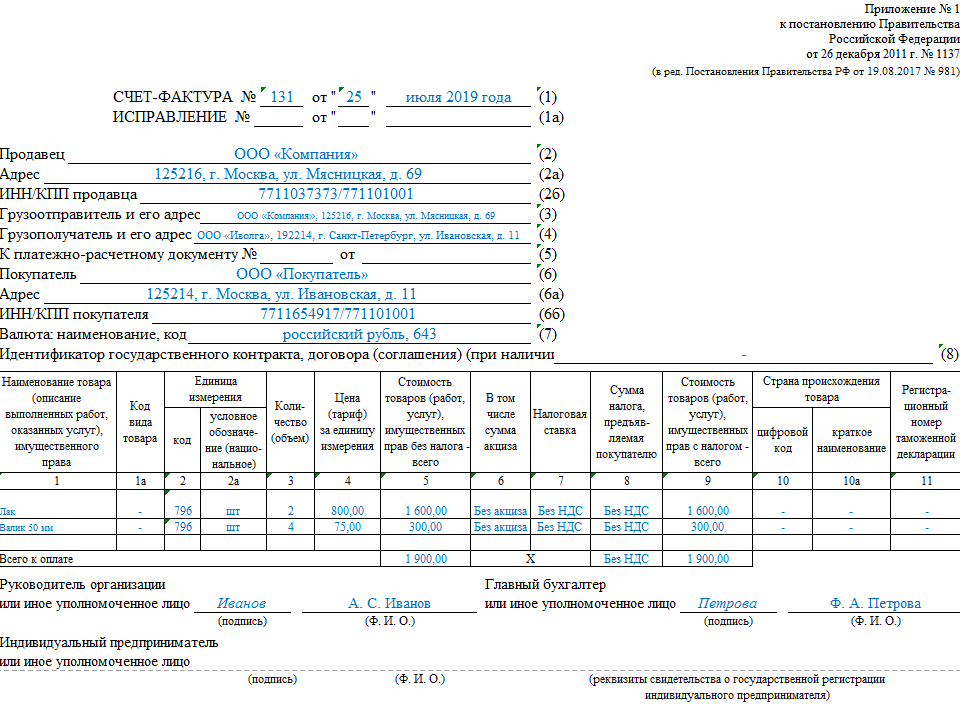 Приложение № 1
к постановлению Правительства
Российской Федерации
от 26 декабря 2011 г. № 1137
(в ред. Постановления Правительства РФ от 19.08.2017 № 981)
СЧЕТ-ФАКТУРА № 131 от " 25 " июля 2019 года (1)
ИСПРАВЛЕНИЕ № от " " (1а)
Продавец ООО «Компания» (2)
Адрес 125216, г. Москва, ул. Мясницкая, д. 69 (2а)
ИНН/КПП продавца 7711037373/771101001 (2б)
Грузоотправитель и его адрес ООО «Компания», 125216, г. Москва, ул. Мясницкая, д. 69 (3)
Грузополучатель и его адрес ООО «Иволга», 192214, г. Санкт-Петербург, ул. Ивановская, д. 11 (4)
К платежно-расчетному документу № от (5)
Покупатель ООО «Покупатель» (6)
Адрес 125214, г. Москва, ул. Ивановская, д. 11 (6а)
ИНН/КПП покупателя 7711654917/771101001 (6б)
Валюта: наименование, код российский рубль, 643 (7)
Идентификатор государственного контракта, договора (соглашения) (при наличии - (8)
Наименование товара (описание выполненных работ, оказанных услуг), имущественного права
Код вида товара
Единица измерения
код
условное обозначе-ние (нацио-нальное)
Коли-чество (объем)
Цена (тариф) за единицу измерения
Стоимость товаров (работ, услуг), имущественных прав без налога - всего
В том числе сумма акциза
Налоговая ставка
Сумма налога, предъяв-ляемая покупателю
Стоимость товаров (работ, услуг), имущественных прав с налогом - всего
Страна происхождения товара
цифровой код
краткое наименование
Регистра-ционный номер таможенной декларации
1 1а 2 2а 3 4 5 6 7 8 9 10 10а 11
Лак - 796 шт 2 800,00 1 600,00 Без акциза Без НДС Без НДС 1 600,00 - - -
Валик 50 мм - 796 шт 4 75,00 300,00 Без акциза Без НДС Без НДС 300,00 - - -
Всего к оплате 1 900,00 X Без НДС 1 900,00
Руководитель организации Главный бухгалтер
или иное уполномоченное лицо Иванов А. С. Иванов или иное уполномоченное лицо Петрова Ф. А. Петрова
(подпись) (Ф. И. О.) (подпись) (Ф. И. О.)
Индивидуальный предприниматель
или иное уполномоченное лицо
(подпись) (Ф. И. О.) (реквизиты свидетельства о государственной регистрации
индивидуального предпринимателя)